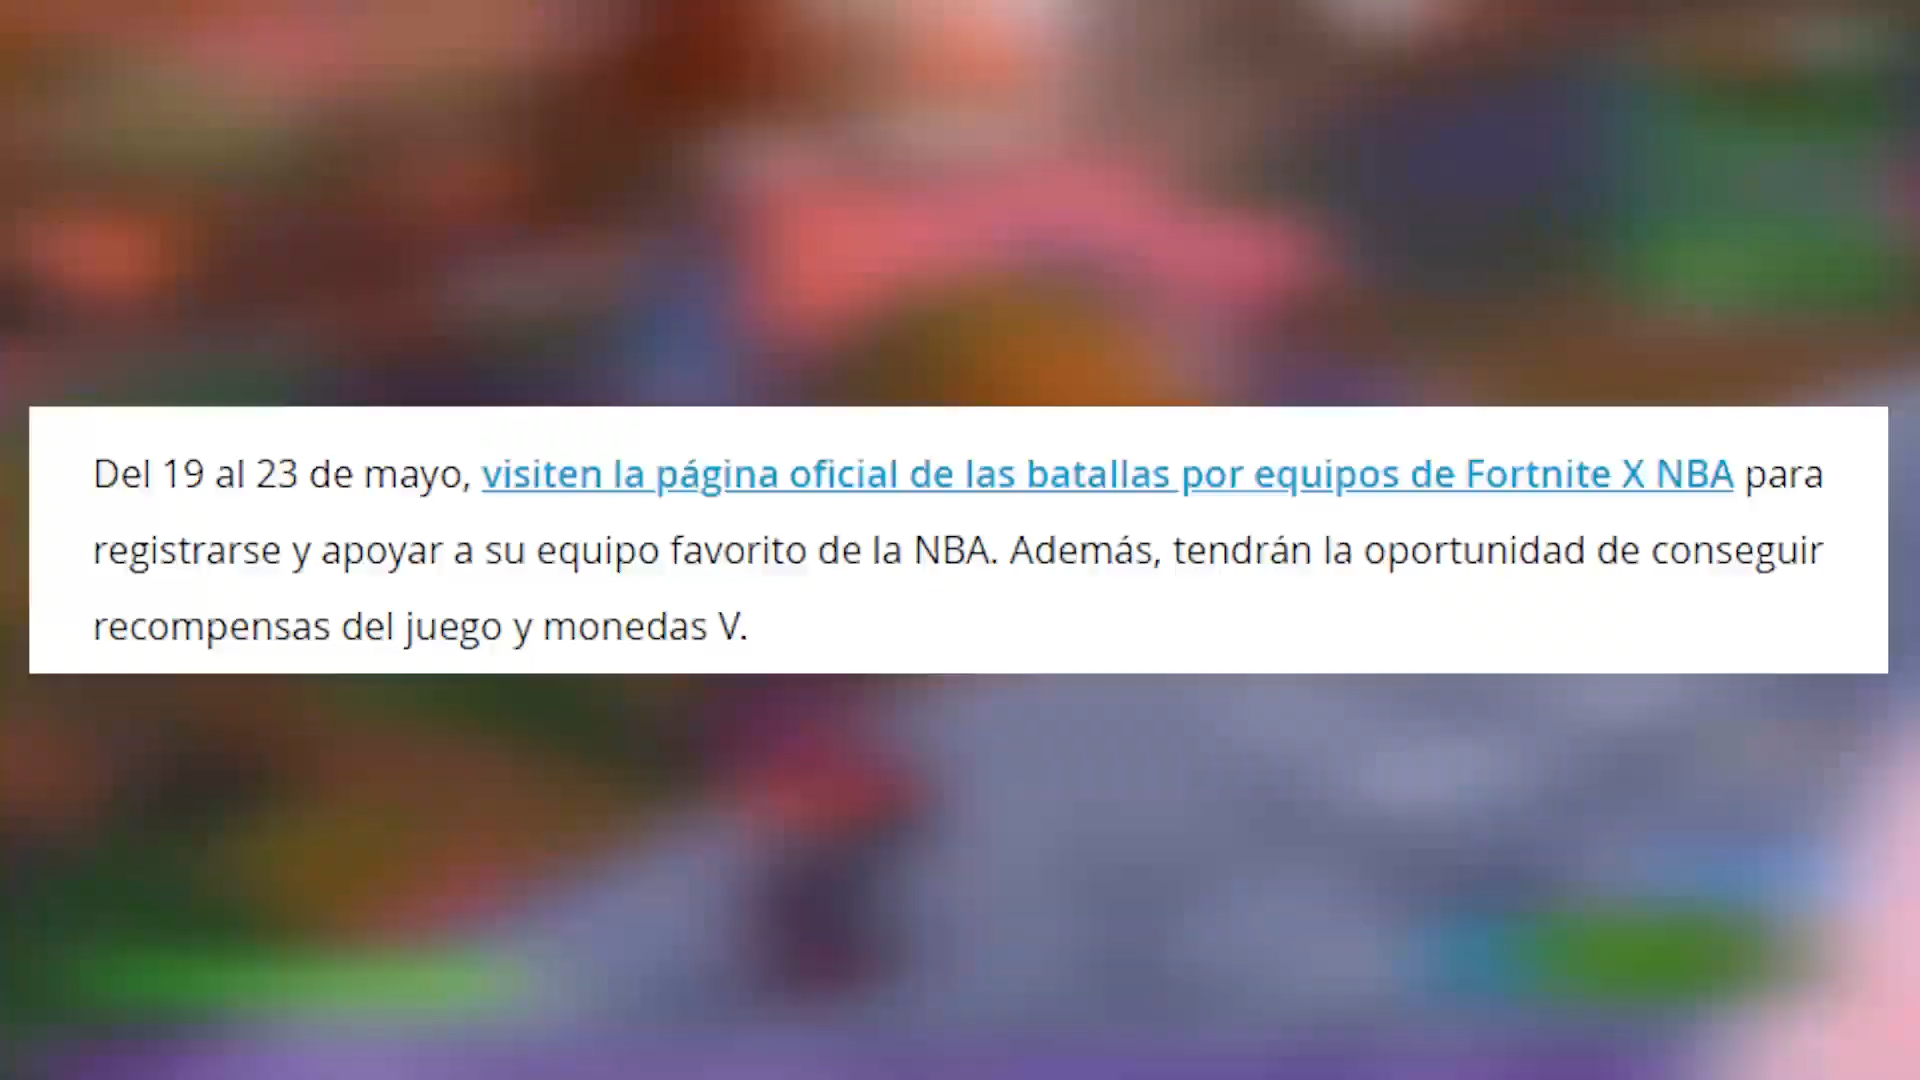 Del 19 al 23 de mayo, visiten la página oficial de las batallas por equipos de Fortnite X NBA para
registrarse y apoyar a su equipo favorito de la NBA. Además, tendrán la oportunidad de conseguir
recompensas del juego y monedas V.